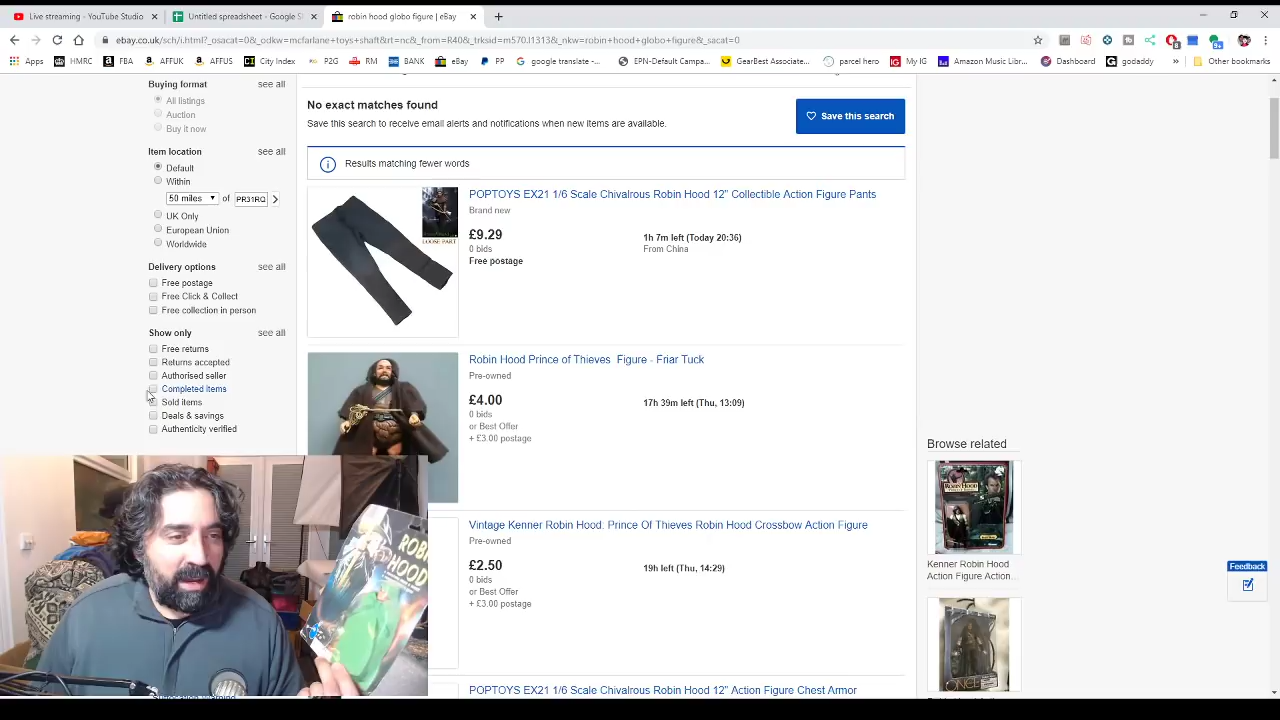 Live streaming - YouTube Studio
Untitled spreadsheet - Google Sh
robin hood globo figure | eBay
ebay.co.uk/sch/i.html?_osacat=0&_odkw=mcfarlane+toys+shaft&rt=nc&_from=R40&_trksid=m570.l1313&_nkw=robin+hood+globo+figure&_sacat=0
Apps
HMRC
FBA
AFFUK
AFFUS
City Index
P2G
RM
BANK
eBay
PP
google translate -...
EPN-Default Campa...
GearBest Associate...
parcel hero
My IG
Amazon Music Libr...
Dashboard
godaddy
Other bookmarks
Buying format
see all
All listings
Auction
Buy it now
Item location
see all
Default
Within
50 miles
of
PR31RQ
UK Only
European Union
Worldwide
Delivery options
see all
Free postage
Free Click & Collect
Free collection in person
Show only
see all
Free returns
Returns accepted
Authorised seller
Completed items
Sold items
Deals & savings
Authenticity verified
No exact matches found
Save this search to receive email alerts and notifications when new items are available.
Save this search
Results matching fewer words
POPTOYS EX21 1/6 Scale Chivalrous Robin Hood 12" Collectible Action Figure Pants
Brand new
£9.29
0 bids
Free postage
1h 7m left (Today 20:36)
From China
LOOSE PART
Robin Hood Prince of Thieves Figure - Friar Tuck
Pre-owned
£4.00
0 bids
or Best Offer
+ £3.00 postage
17h 39m left (Thu, 13:09)
Vintage Kenner Robin Hood: Prince Of Thieves Robin Hood Crossbow Action Figure
Pre-owned
£2.50
0 bids
or Best Offer
+ £3.00 postage
19h left (Thu, 14:29)
POPTOYS EX21 1/6 Scale Chivalrous Robin Hood 12" Action Figure Chest Armor
Browse related
ROBIN HOOD
Kenner Robin Hood
Action Figure Action...
ONCE
Feedback
ROBIN
HOOD